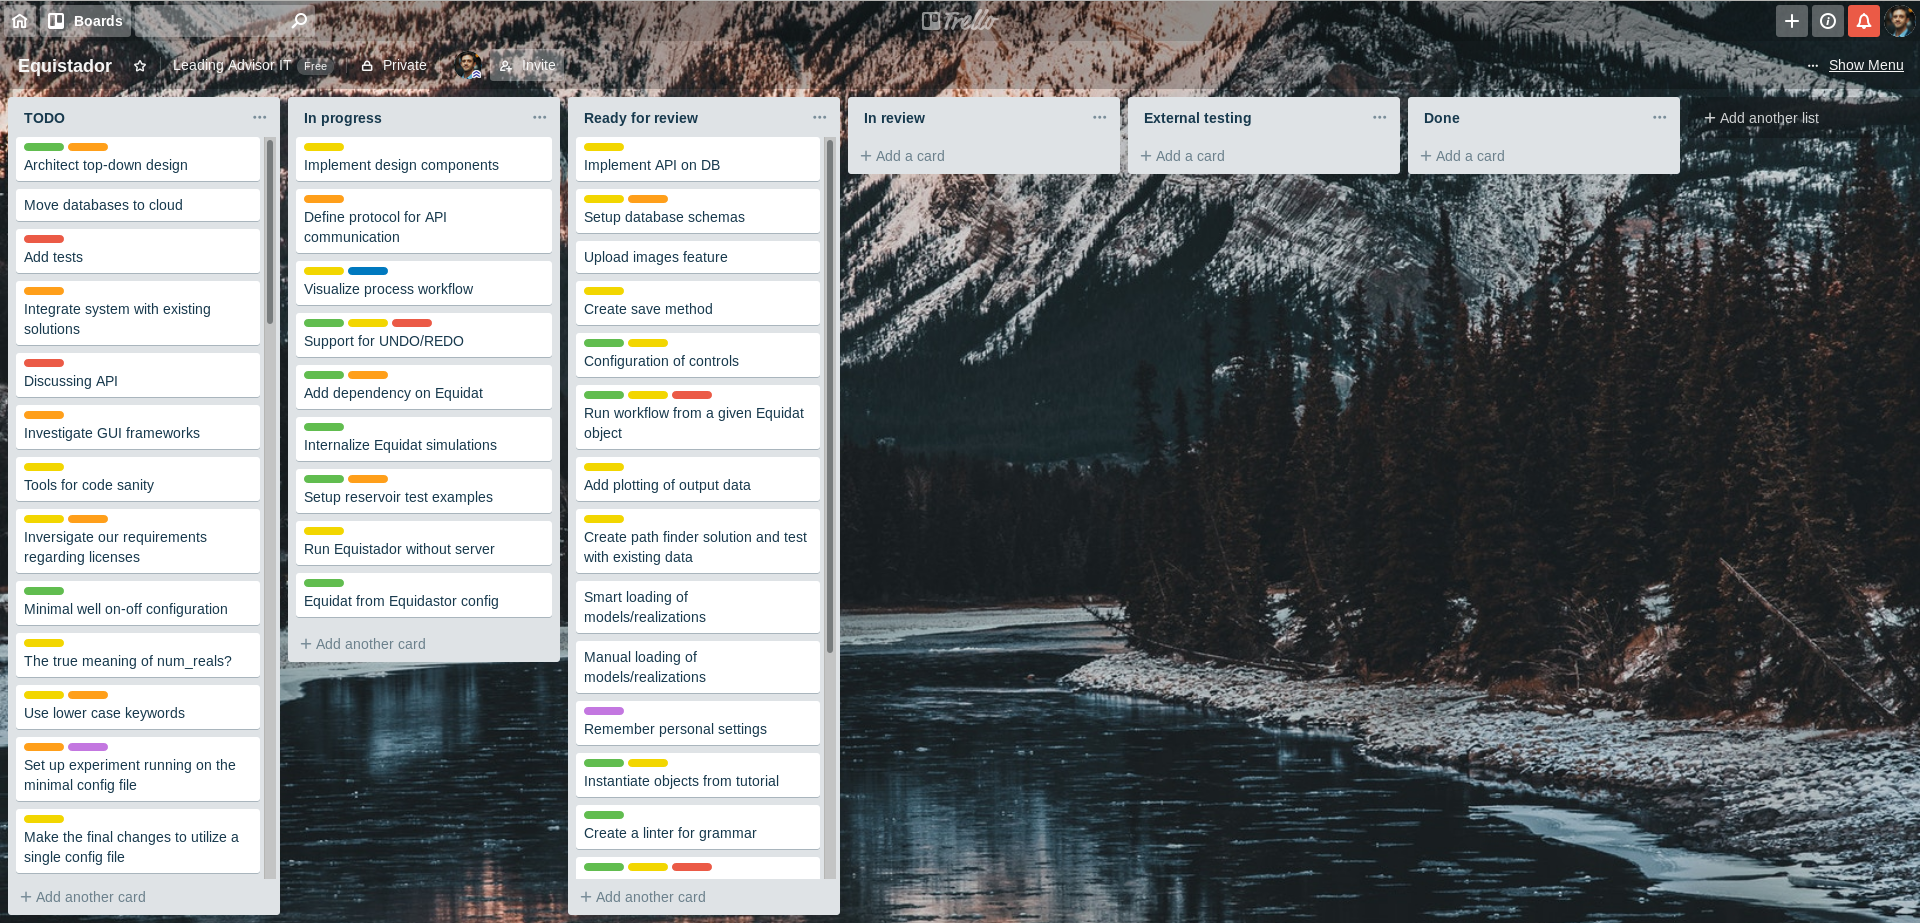 Boards
Trello
Equistador
Leading Advisor IT
Free
Private
Invite
Show Menu
TODO
Architect top-down design
Move databases to cloud
Add tests
Integrate system with existing
solutions
Discussing API
Investigate GUI frameworks
Tools for code sanity
Inversigate our requirements
regarding licenses
Minimal well on-off configuration
The true meaning of num_reals?
Use lower case keywords
Set up experiment running on the
minimal config file
Make the final changes to utilize a
single config file
Add another card
In progress
Implement design components
Define protocol for API
communication
Visualize process workflow
Support for UNDO/REDO
Add dependency on Equidat
Internalize Equidat simulations
Setup reservoir test examples
Run Equistador without server
Equidat from Equidastor config
Add another card
Ready for review
Implement API on DB
Setup database schemas
Upload images feature
Create save method
Configuration of controls
Run workflow from a given Equidat
object
Add plotting of output data
Create path finder solution and test
with existing data
Smart loading of
models/realizations
Manual loading of
models/realizations
Remember personal settings
Instantiate objects from tutorial
Create a linter for grammar
Add another card
In review
Add a card
External testing
Add a card
Done
Add a card
Add another list